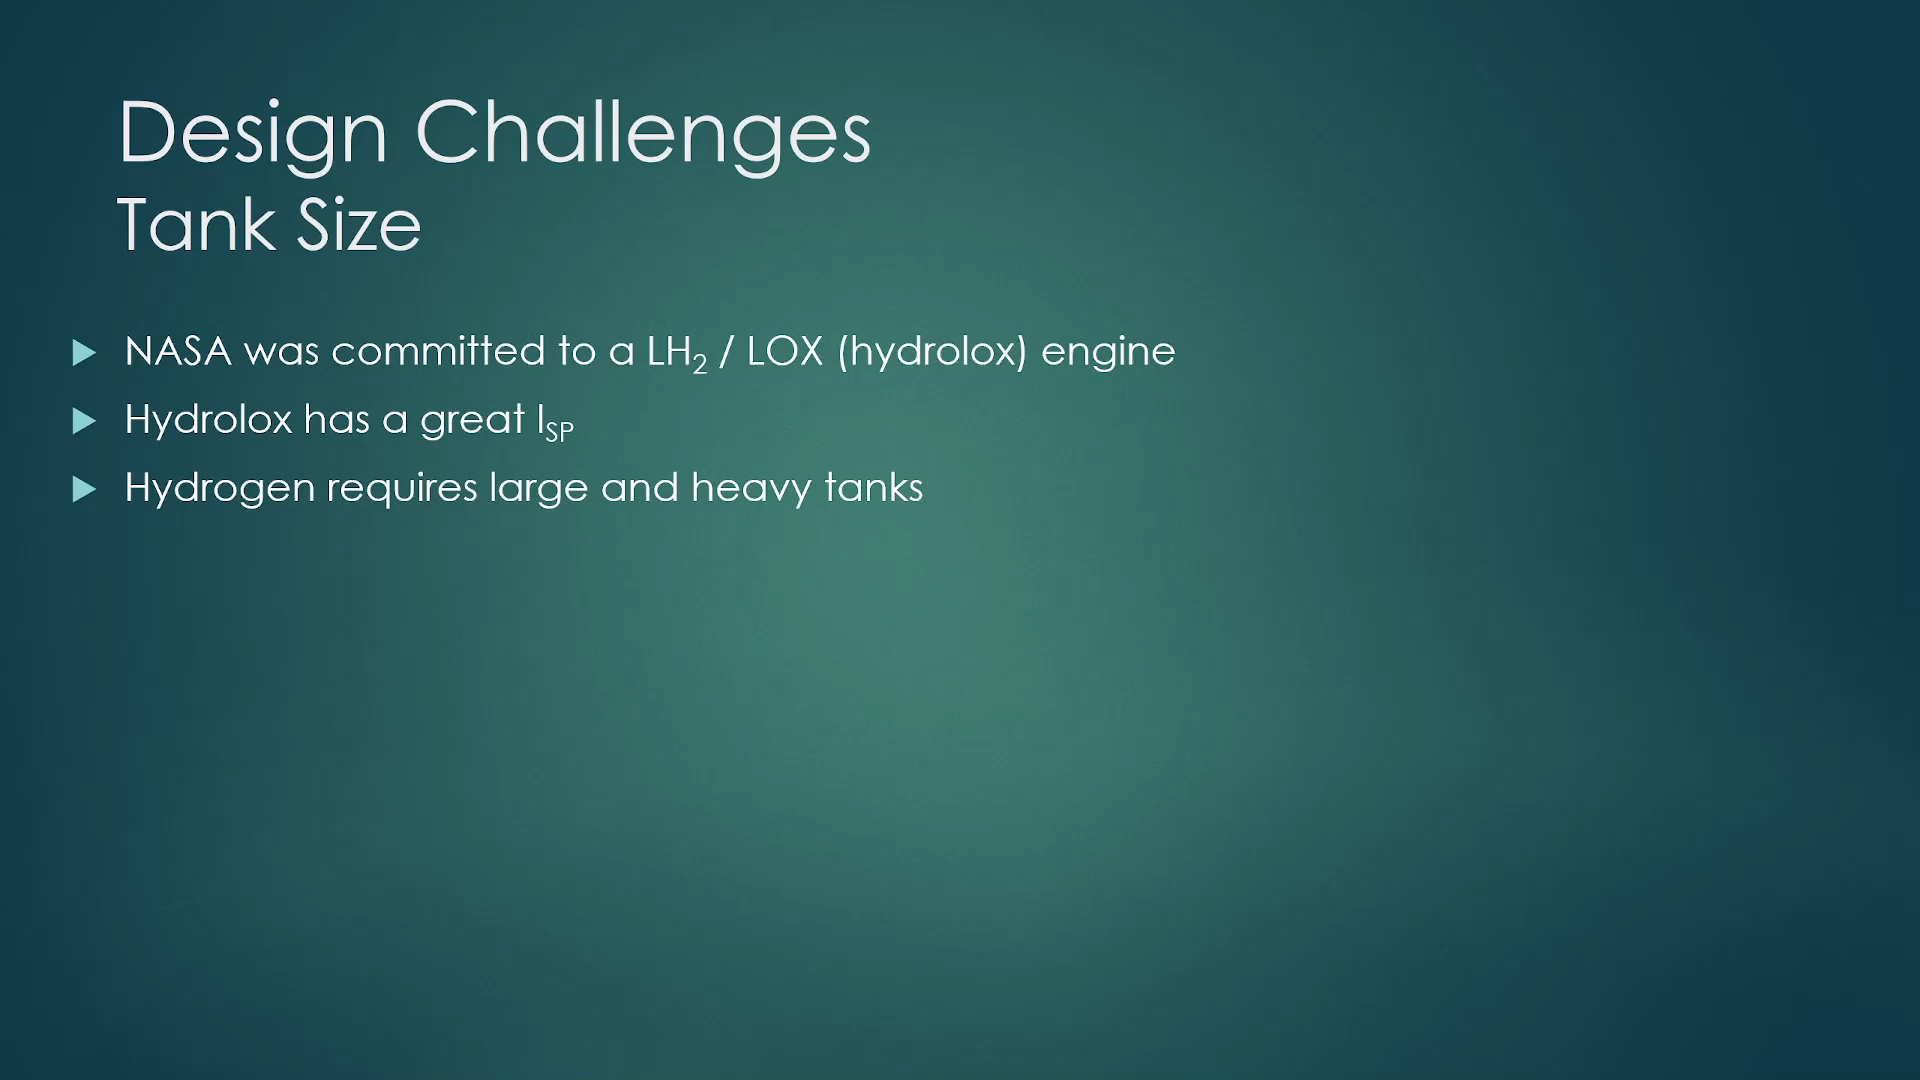 Design Challenges
Tank Size
NASA was committed to a LH₂ / LOX (hydrolox) engine
Hydrolox has a great I_SP
Hydrogen requires large and heavy tanks